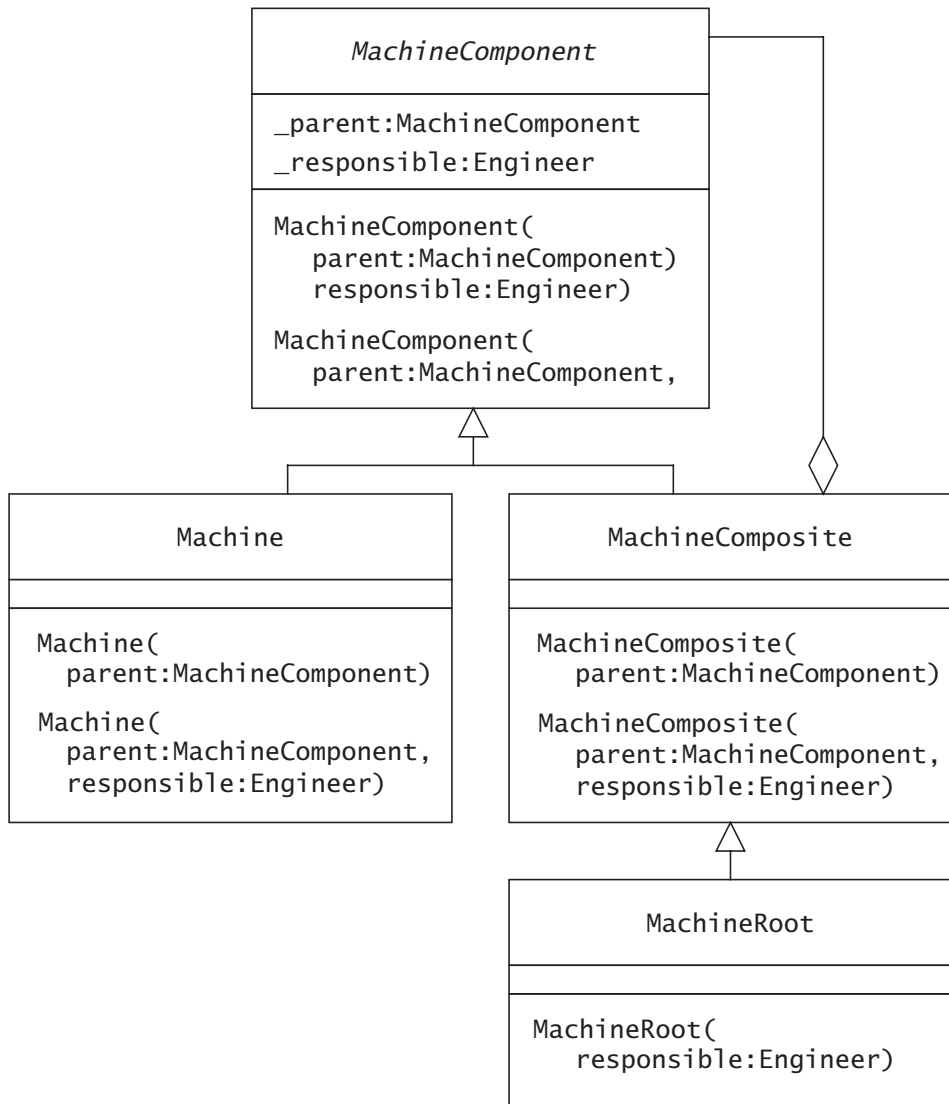 MachineComponent
_parent:MachineComponent
_responsible:Engineer
MachineComponent(
parent:MachineComponent)
responsible:Engineer)
MachineComponent(
parent:MachineComponent,
Machine
Machine(
parent:MachineComponent)
Machine(
parent:MachineComponent,
responsible:Engineer)
MachineComposite
MachineComposite(
parent:MachineComponent)
MachineComposite(
parent:MachineComponent,
responsible:Engineer)
MachineRoot
MachineRoot(
responsible:Engineer)